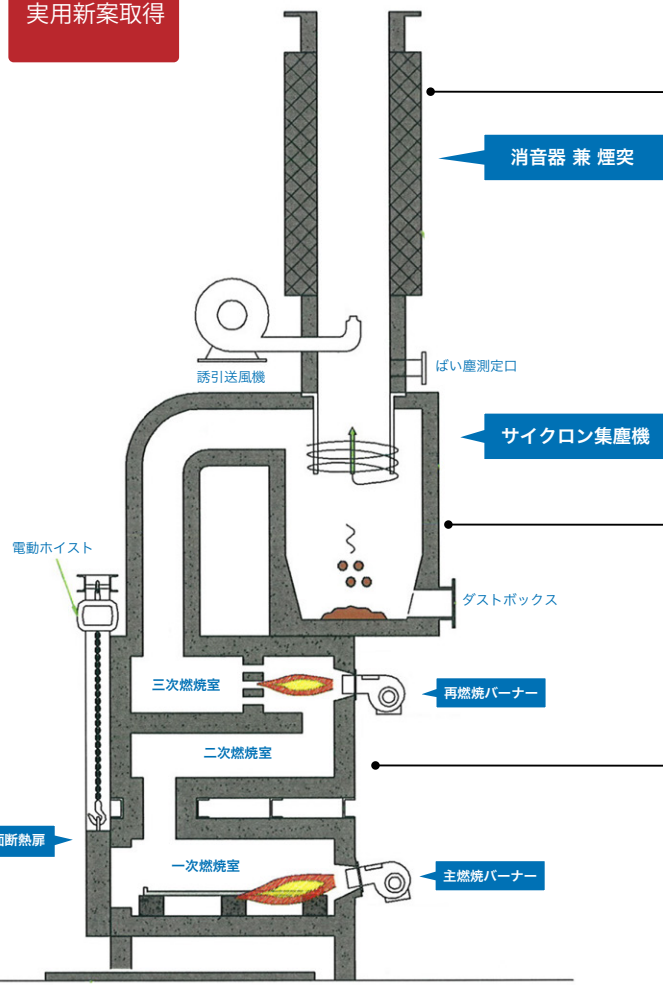 実用新案取得
消音器 兼 煙突
誘引送風機
ばい塵測定口
サイクロン集塵機
電動ホイスト
ダストボックス
三次燃焼室
再燃焼バーナー
二次燃焼室
面断熱扉
一次燃焼室
主燃焼バーナー